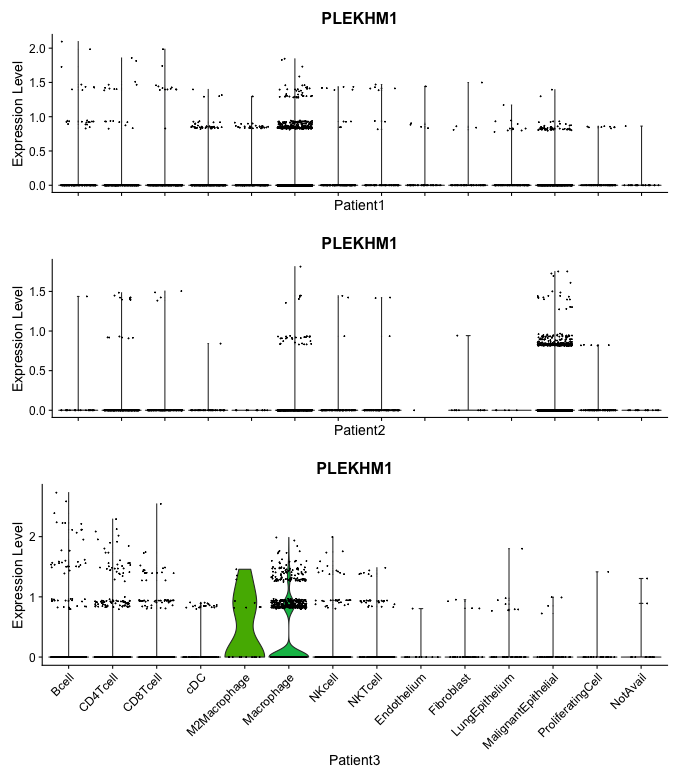 PLEKHM1
Expression Level
2.0
1.5
1.0
0.5
0.0
Patient1
PLEKHM1
Expression Level
1.5
1.0
0.5
0.0
Patient2
PLEKHM1
Expression Level
2
1
0
Bcell
CD4Tcell
CD8Tcell
cDC
M2Macrophage
Macrophage
NKcell
NKTcell
Endothelium
Fibroblast
LungEpithelium
MalignantEpithelial
ProliferatingCell
NotAvail
Patient3